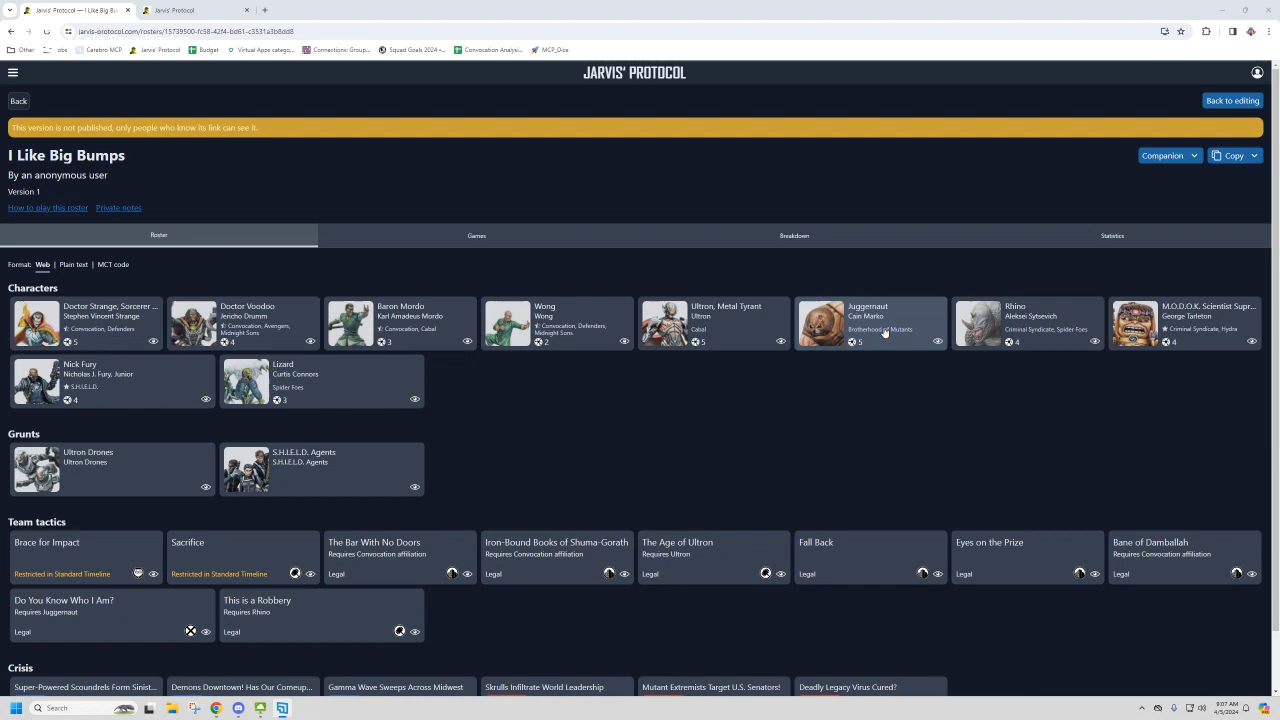 Jarvis' Protocol — I Like Big Bumps
Jarvis' Protocol
jarvis-protocol.com/rosters/15739500-fc58-42f4-bd61-c3531a3b8dd8
Other
obs
Cerebro MCP
Jarvis' Protocol
Budget
Virtual Apps catego...
Connections: Group...
Squad Goals 2024 -...
Convocation Analysi...
MCP_Dice
JARVIS' PROTOCOL
Back
Back to editing
This version is not published, only people who know its link can see it.
I Like Big Bumps
Companion
Copy
By an anonymous user
Version 1
How to play this roster
Private notes
Roster
Games
Breakdown
Statistics
Format: Web | Plain text | MCT code
Characters
Doctor Strange, Sorcerer ...
Stephen Vincent Strange
Convocation, Defenders
5
Doctor Voodoo
Jericho Drumm
Convocation, Avengers,
Midnight Sons
4
Baron Mordo
Karl Amadeus Mordo
Convocation, Cabal
3
Wong
Wong
Convocation, Defenders,
Midnight Sons
2
Ultron, Metal Tyrant
Ultron
Cabal
5
Juggernaut
Cain Marko
Brotherhood of Mutants
5
Rhino
Aleksei Sytsevich
Criminal Syndicate, Spider Foes
4
M.O.D.O.K. Scientist Supr...
George Tarleton
Criminal Syndicate, Hydra
4
Nick Fury
Nicholas J. Fury, Junior
S.H.I.E.L.D.
4
Lizard
Curtis Connors
Spider Foes
3
Grunts
Ultron Drones
Ultron Drones
S.H.I.E.L.D. Agents
S.H.I.E.L.D. Agents
Team tactics
Brace for Impact
Restricted in Standard Timeline
Sacrifice
Restricted in Standard Timeline
The Bar With No Doors
Requires Convocation affiliation
Legal
Iron-Bound Books of Shuma-Gorath
Requires Convocation affiliation
Legal
The Age of Ultron
Requires Ultron
Legal
Fall Back
Legal
Eyes on the Prize
Legal
Bane of Damballah
Requires Convocation affiliation
Legal
Do You Know Who I Am?
Requires Juggernaut
Legal
This is a Robbery
Requires Rhino
Legal
Crisis
Super-Powered Scoundrels Form Sinist...
Demons Downtown! Has Our Comeup...
Gamma Wave Sweeps Across Midwest
Skrulls Infiltrate World Leadership
Mutant Extremists Target U.S. Senators!
Deadly Legacy Virus Cured?
Search
9:07 AM
4/5/2024